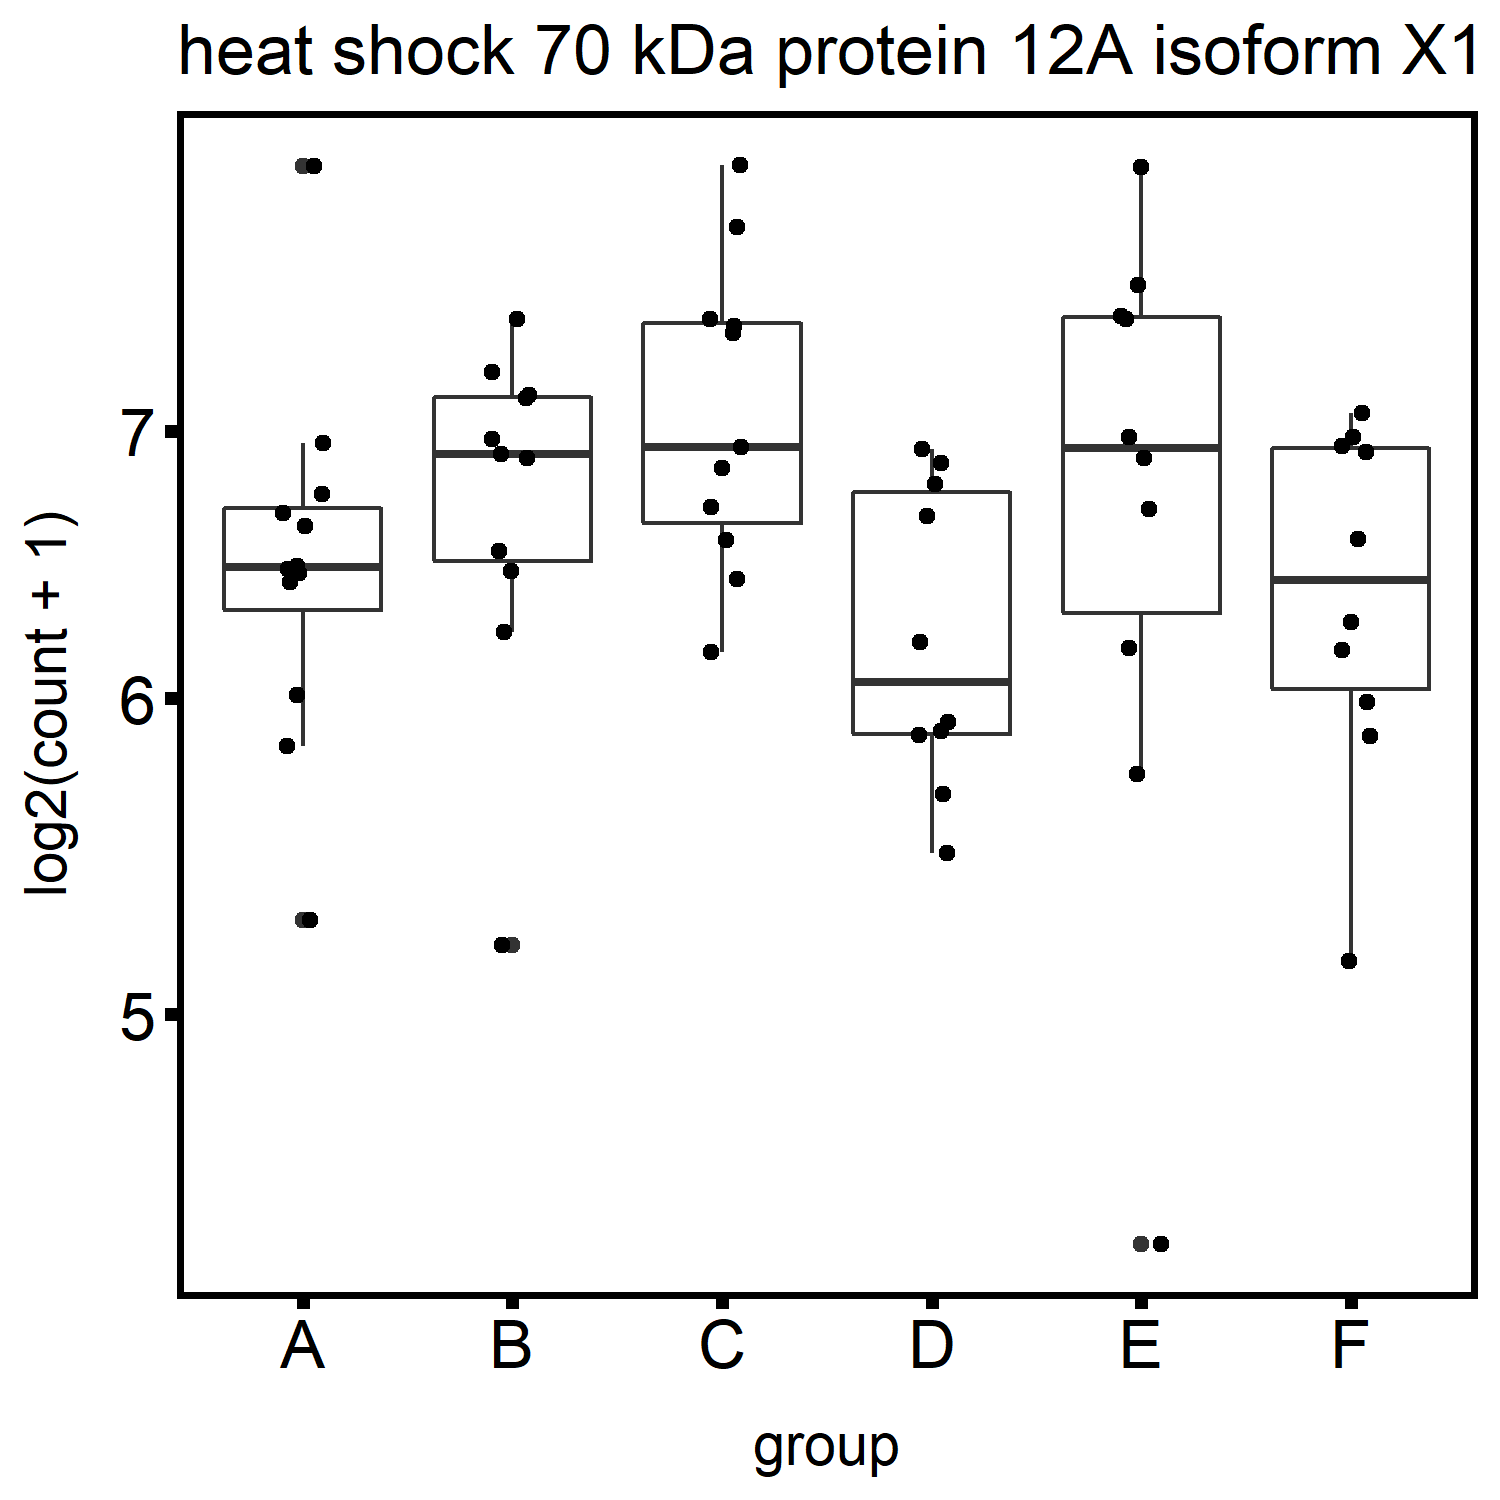 heat shock 70 kDa protein 12A isoform X1
log2(count + 1)
7
6
5
A B C D E F
group